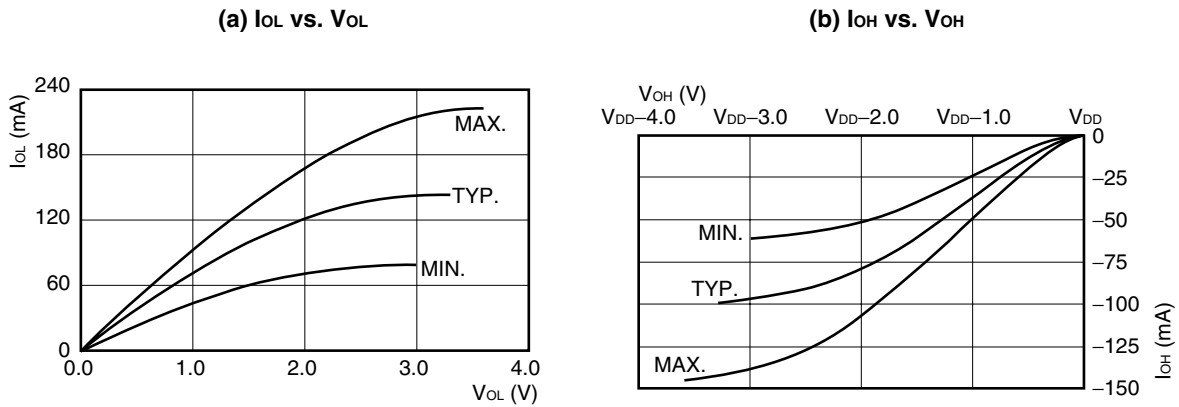 (a) IOL vs. VOL
IOL (mA)
240
180
120
60
0
0.0 1.0 2.0 3.0 4.0
VOL (V)
MAX.
TYP.
MIN.
(b) IOH vs. VOH
VOH (V)
VDD−4.0 VDD−3.0 VDD−2.0 VDD−1.0 VDD
0
−25
−50
−75
−100
−125
−150
IOH (mA)
MIN.
TYP.
MAX.